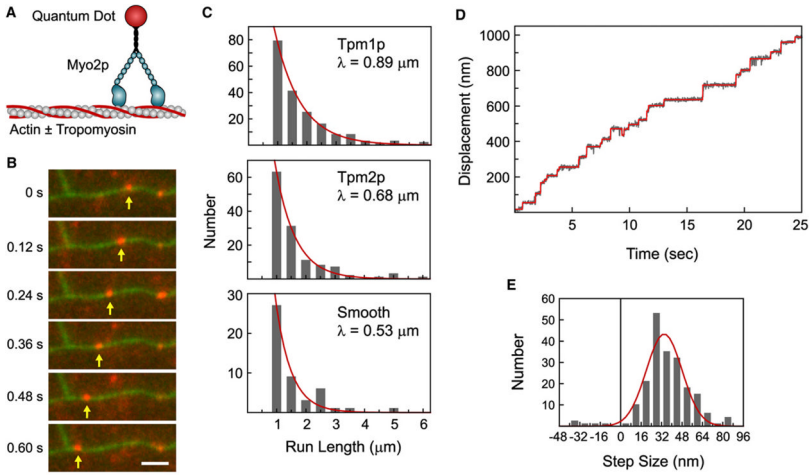 A
Quantum Dot
Myo2p
Actin ± Tropomyosin
B
0 s
0.12 s
0.24 s
0.36 s
0.48 s
0.60 s
C
Number
80
60
40
20
Tpm1p
λ = 0.89 μm
60
40
20
Tpm2p
λ = 0.68 μm
30
20
10
Smooth
λ = 0.53 μm
1 2 3 4 5 6
Run Length (μm)
D
Displacement (nm)
1000
800
600
400
200
5 10 15 20 25
Time (sec)
E
Number
60
50
40
30
20
10
0
-48 -32 -16 0 16 32 48 64 80 96
Step Size (nm)